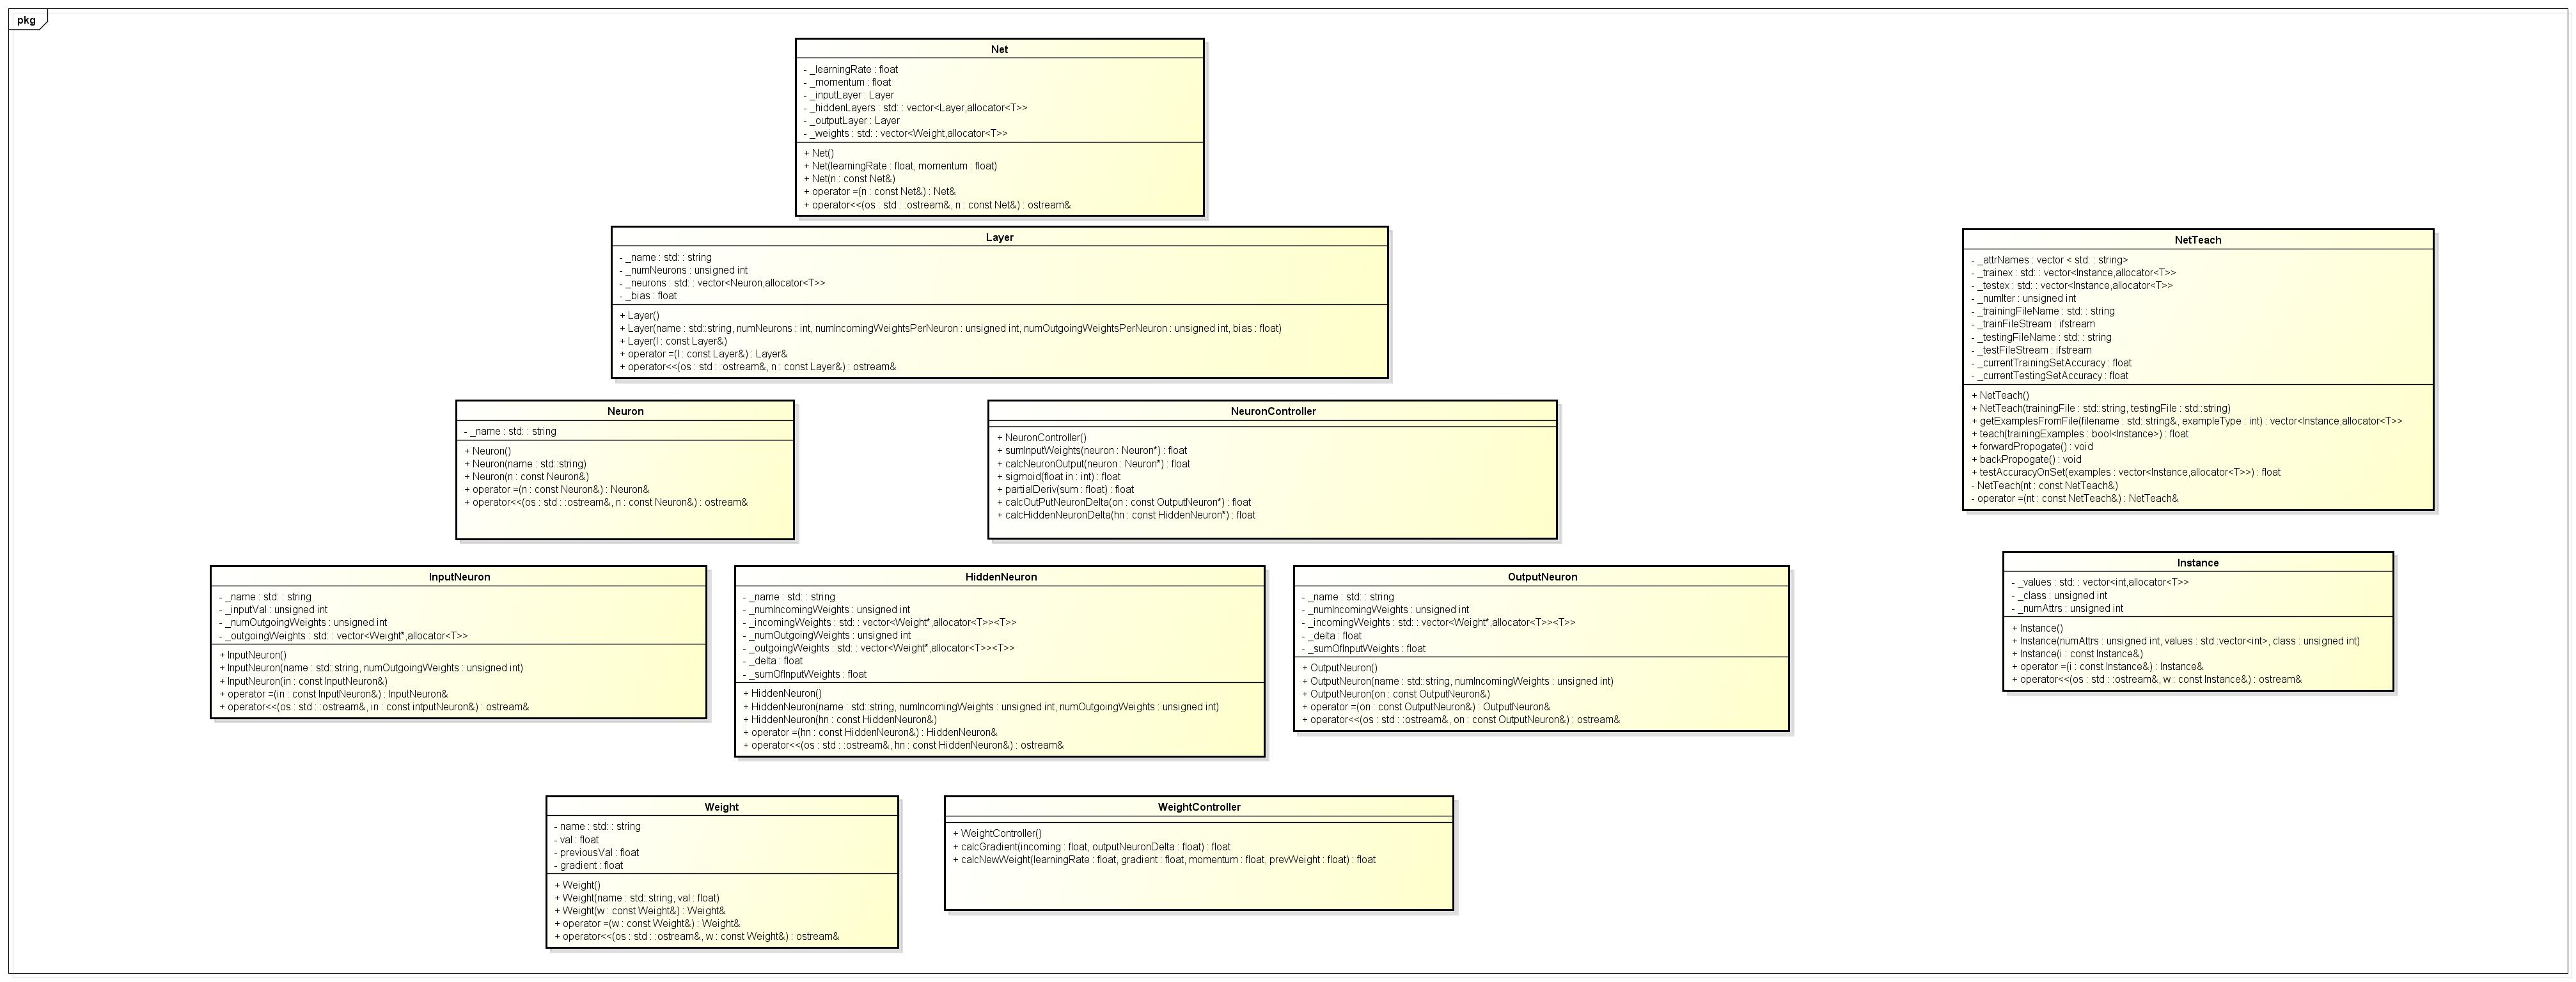 pkg
Net
- _learningRate : float
- _momentum : float
- _inputLayer : Layer
- _hiddenLayers : std: : vector<Layer,allocator<T>>
- _outputLayer : Layer
- _weights : std: : vector<Weight,allocator<T>>
+ Net()
+ Net(learningRate : float, momentum : float)
+ Net(n : const Net&)
+ operator =(n : const Net&) : Net&
+ operator<<(os : std : :ostream&, n : const Net&) : ostream&
Layer
- _name : std: : string
- _numNeurons : unsigned int
- _neurons : std: : vector<Neuron,allocator<T>>
- _bias : float
+ Layer()
+ Layer(name : std::string, numNeurons : int, numIncomingWeightsPerNeuron : unsigned int, numOutgoingWeightsPerNeuron : unsigned int, bias : float)
+ Layer(l : const Layer&)
+ operator =(l : const Layer&) : Layer&
+ operator<<(os : std : :ostream&, n : const Layer&) : ostream&
NetTeach
- _attrNames : vector < std: : string>
- _trainex : std: : vector<Instance,allocator<T>>
- _testex : std: : vector<Instance,allocator<T>>
- _numIter : unsigned int
- _trainingFileName : std: : string
- _trainFileStream : ifstream
- _testingFileName : std: : string
- _testFileStream : ifstream
- _currentTrainingSetAccuracy : float
- _currentTestingSetAccuracy : float
+ NetTeach()
+ NetTeach(trainingFile : std::string, testingFile : std::string)
+ getExamplesFromFile(filename : std::string&, exampleType : int) : vector<Instance,allocator<T>>
+ teach(trainingExamples : bool<Instance>) : float
+ forwardPropogate() : void
+ backPropogate() : void
+ testAccuracyOnSet(examples : vector<Instance,allocator<T>>) : float
- NetTeach(nt : const NetTeach&)
- operator =(nt : const NetTeach&) : NetTeach&
Neuron
- _name : std: : string
+ Neuron()
+ Neuron(name : std::string)
+ Neuron(n : const Neuron&)
+ operator =(n : const Neuron&) : Neuron&
+ operator<<(os : std : :ostream&, n : const Neuron&) : ostream&
NeuronController
+ NeuronController()
+ sumInputWeights(neuron : Neuron*) : float
+ calcNeuronOutput(neuron : Neuron*) : float
+ sigmoid(float in : int) : float
+ partialDeriv(sum : float) : float
+ calcOutPutNeuronDelta(on : const OutputNeuron*) : float
+ calcHiddenNeuronDelta(hn : const HiddenNeuron*) : float
InputNeuron
- _name : std: : string
- _inputVal : unsigned int
- _numOutgoingWeights : unsigned int
- _outgoingWeights : std: : vector<Weight*,allocator<T>>
+ InputNeuron()
+ InputNeuron(name : std::string, numOutgoingWeights : unsigned int)
+ InputNeuron(in : const InputNeuron&)
+ operator =(in : const InputNeuron&) : InputNeuron&
+ operator<<(os : std : :ostream&, in : const intputNeuron&) : ostream&
HiddenNeuron
- _name : std: : string
- _numIncomingWeights : unsigned int
- _incomingWeights : std: : vector<Weight*,allocator<T>><T>>
- _numOutgoingWeights : unsigned int
- _outgoingWeights : std: : vector<Weight*,allocator<T>><T>>
- _delta : float
- _sumOfInputWeights : float
+ HiddenNeuron()
+ HiddenNeuron(name : std::string, numIncomingWeights : unsigned int, numOutgoingWeights : unsigned int)
+ HiddenNeuron(hn : const HiddenNeuron&)
+ operator =(hn : const HiddenNeuron&) : HiddenNeuron&
+ operator<<(os : std : :ostream&, hn : const HiddenNeuron&) : ostream&
OutputNeuron
- _name : std: : string
- _numIncomingWeights : unsigned int
- _incomingWeights : std: : vector<Weight*,allocator<T>><T>>
- _delta : float
- _sumOfInputWeights : float
+ OutputNeuron()
+ OutputNeuron(name : std::string, numIncomingWeights : unsigned int)
+ OutputNeuron(on : const OutputNeuron&)
+ operator =(on : const OutputNeuron&) : OutputNeuron&
+ operator<<(os : std : :ostream&, on : const OutputNeuron&) : ostream&
Instance
- _values : std: : vector<int,allocator<T>>
- _class : unsigned int
- _numAttrs : unsigned int
+ Instance()
+ Instance(numAttrs : unsigned int, values : std::vector<int>, class : unsigned int)
+ Instance(i : const Instance&)
+ operator =(i : const Instance&) : Instance&
+ operator<<(os : std : :ostream&, w : const Instance&) : ostream&
Weight
- name : std: : string
- val : float
- previousVal : float
- gradient : float
+ Weight()
+ Weight(name : std::string, val : float)
+ Weight(w : const Weight&) : Weight&
+ operator =(w : const Weight&) : Weight&
+ operator<<(os : std : :ostream&, w : const Weight&) : ostream&
WeightController
+ WeightController()
+ calcGradient(incoming : float, outputNeuronDelta : float) : float
+ calcNewWeight(learningRate : float, gradient : float, momentum : float, prevWeight : float) : float